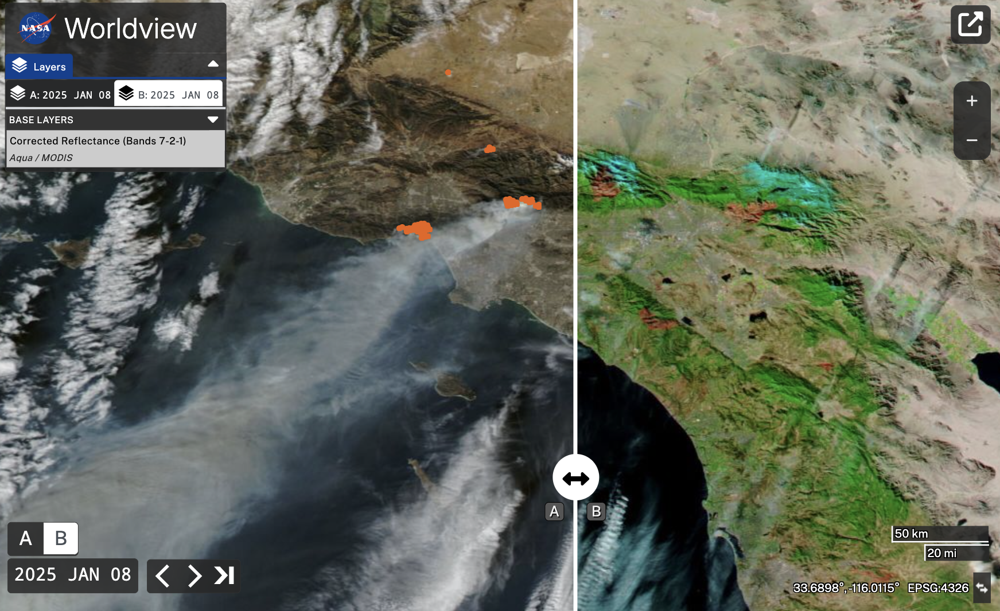 NASA
Worldview
Layers
A: 2025 JAN 08
B: 2025 JAN 08
BASE LAYERS
Corrected Reflectance (Bands 7-2-1)
Aqua / MODIS
A
B
A
B
2025 JAN 08
50 km
20 mi
33.6898°, -116.0115° EPSG:4326